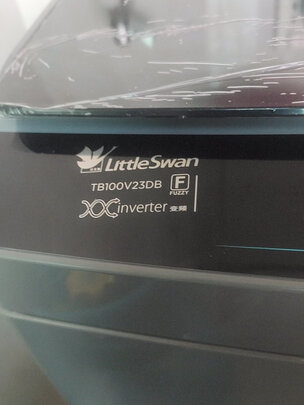 LittleSwan
TB100V23DB F
FUZZY
inverter 变频